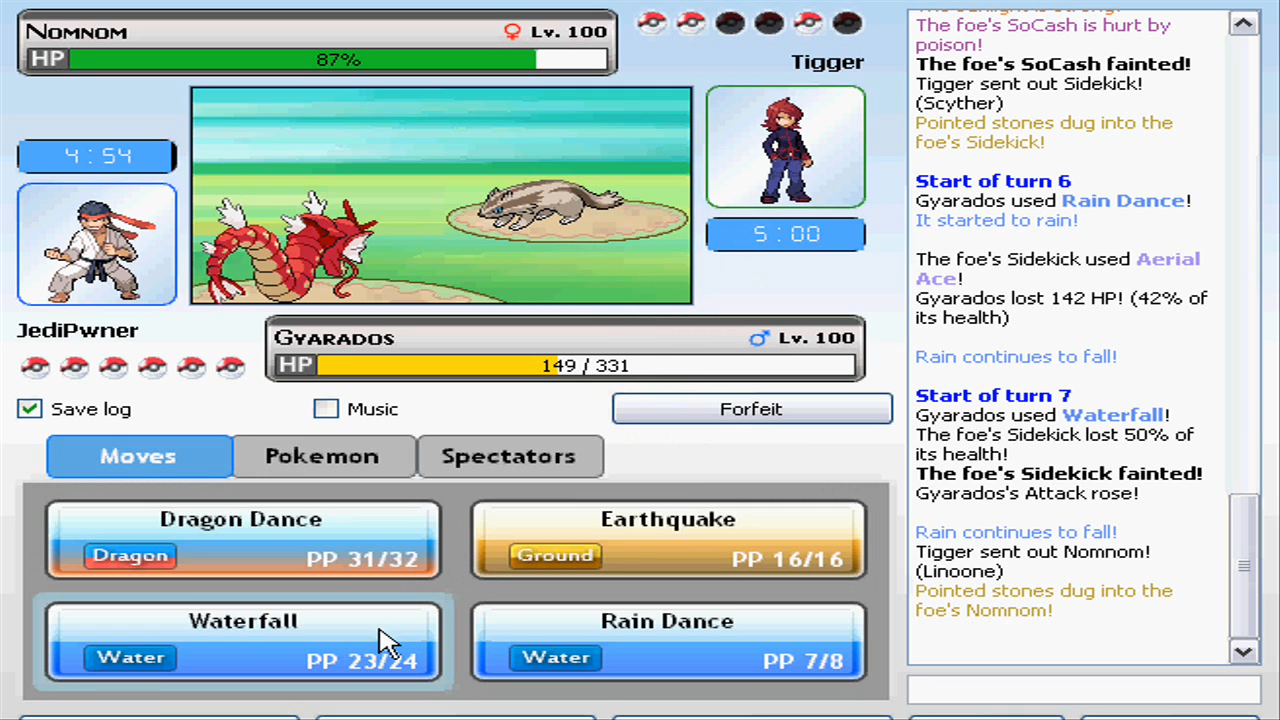 NOMNOM ♀ Lv. 100
HP 87%
Tigger
4:54
5:00
JediPwner
GYARADOS ♂ Lv. 100
HP 149 / 331
Save log
Music
Forfeit
Moves
Pokemon
Spectators
Dragon Dance
Dragon PP 31/32
Earthquake
Ground PP 16/16
Waterfall
Water PP 23/24
Rain Dance
Water PP 7/8
The foe's SoCash is hurt by
poison!
The foe's SoCash fainted!
Tigger sent out Sidekick!
(Scyther)
Pointed stones dug into the
foe's Sidekick!
Start of turn 6
Gyarados used Rain Dance!
It started to rain!
The foe's Sidekick used Aerial
Ace!
Gyarados lost 142 HP! (42% of
its health)
Rain continues to fall!
Start of turn 7
Gyarados used Waterfall!
The foe's Sidekick lost 50% of
its health!
The foe's Sidekick fainted!
Gyarados's Attack rose!
Rain continues to fall!
Tigger sent out Nomnom!
(Linoone)
Pointed stones dug into the
foe's Nomnom!